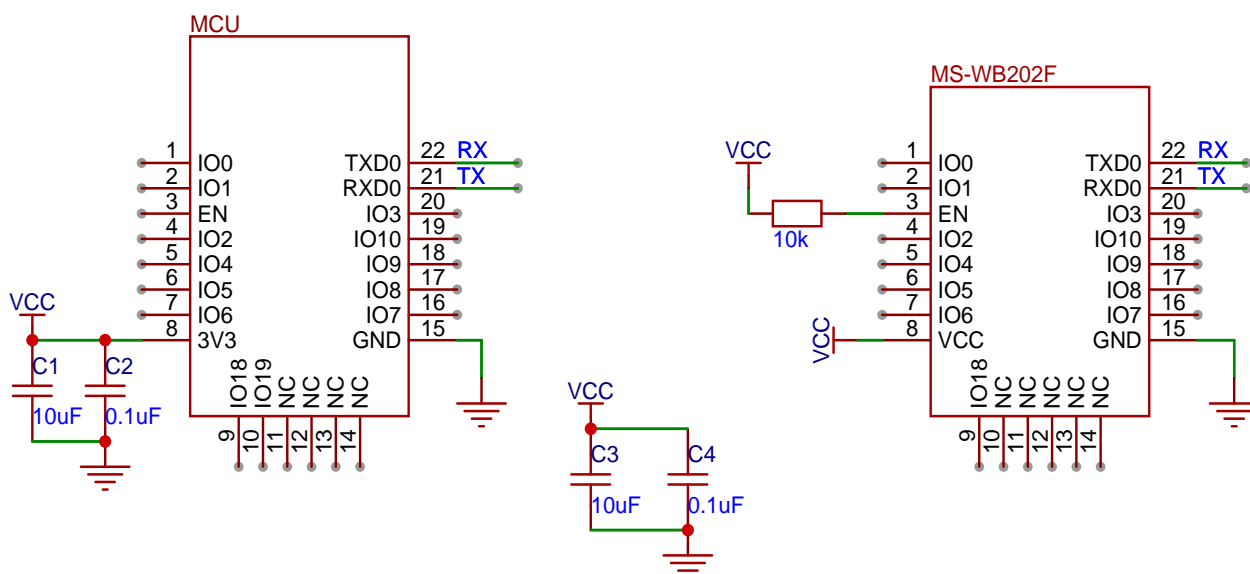 MCU
1 IO0 TXD0 22 RX
2 IO1 RXD0 21 TX
3 EN IO3 20
4 IO2 IO10 19
5 IO4 IO9 18
6 IO5 IO8 17
7 IO6 IO7 16
8 3V3 GND 15
IO18 IO19 NC NC NC NC
9 10 11 12 13 14
VCC
C1 C2
10uF 0.1uF
VCC
C3 C4
10uF 0.1uF
MS-WB202F
VCC
10k
VCC
1 IO0 TXD0 22 RX
2 IO1 RXD0 21 TX
3 EN IO3 20
4 IO2 IO10 19
5 IO4 IO9 18
6 IO5 IO8 17
7 IO6 IO7 16
8 VCC GND 15
IO18 NC NC NC NC NC
9 10 11 12 13 14